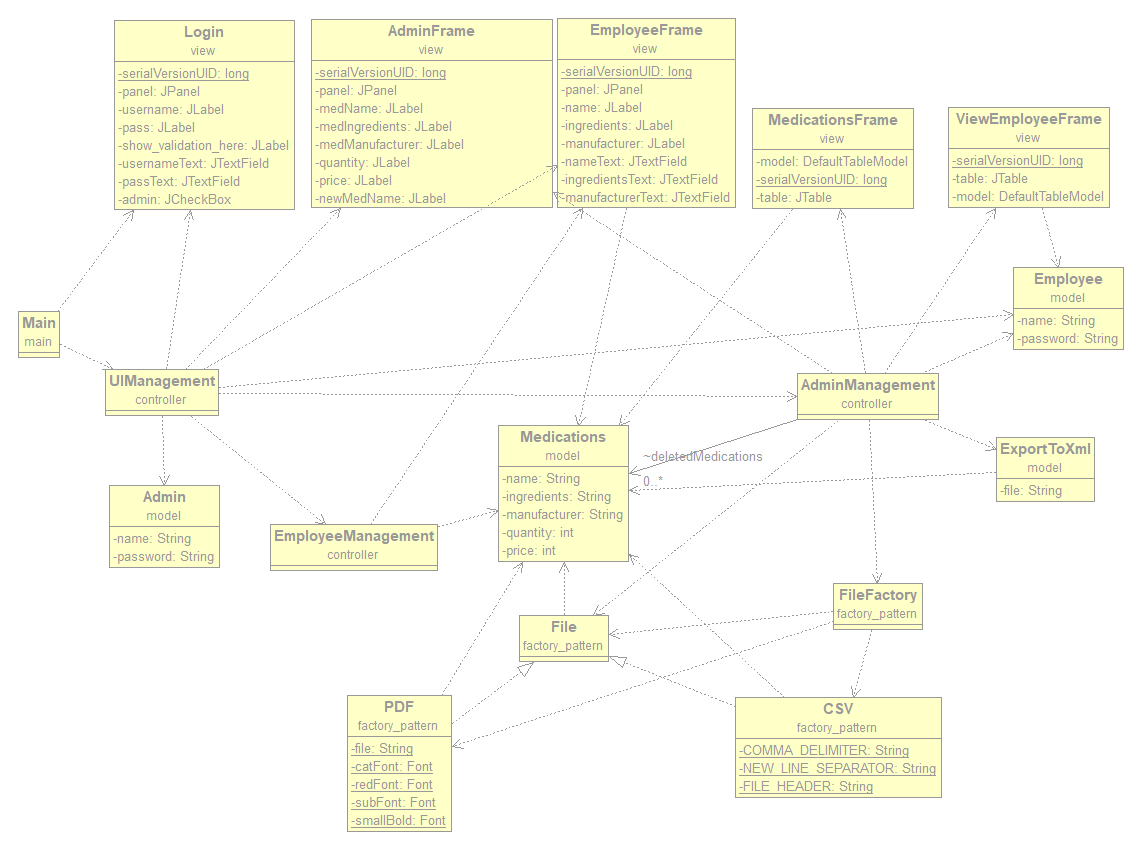 Login
view
-serialVersionUID: long
-panel: JPanel
-username: JLabel
-pass: JLabel
-show_validation_here: JLabel
-usernameText: JTextField
-passText: JTextField
-admin: JCheckBox
AdminFrame
view
-serialVersionUID: long
-panel: JPanel
-medName: JLabel
-medIngredients: JLabel
-medManufacturer: JLabel
-quantity: JLabel
-price: JLabel
-newMedName: JLabel
EmployeeFrame
view
-serialVersionUID: long
-panel: JPanel
-name: JLabel
-ingredients: JLabel
-manufacturer: JLabel
-nameText: JTextField
-ingredientsText: JTextField
-manufacturerText: JTextField
MedicationsFrame
view
-model: DefaultTableModel
-serialVersionUID: long
-table: JTable
ViewEmployeeFrame
view
-serialVersionUID: long
-table: JTable
-model: DefaultTableModel
Employee
model
-name: String
-password: String
Main
main
UIManagement
controller
AdminManagement
controller
Medications
model
-name: String
-ingredients: String
-manufacturer: String
-quantity: int
-price: int
~deletedMedications
0..*
ExportToXml
model
-file: String
Admin
model
-name: String
-password: String
EmployeeManagement
controller
File
factory_pattern
FileFactory
factory_pattern
PDF
factory_pattern
-file: String
-catFont: Font
-redFont: Font
-subFont: Font
-smallBold: Font
CSV
factory_pattern
-COMMA_DELIMITER: String
-NEW_LINE_SEPARATOR: String
-FILE_HEADER: String